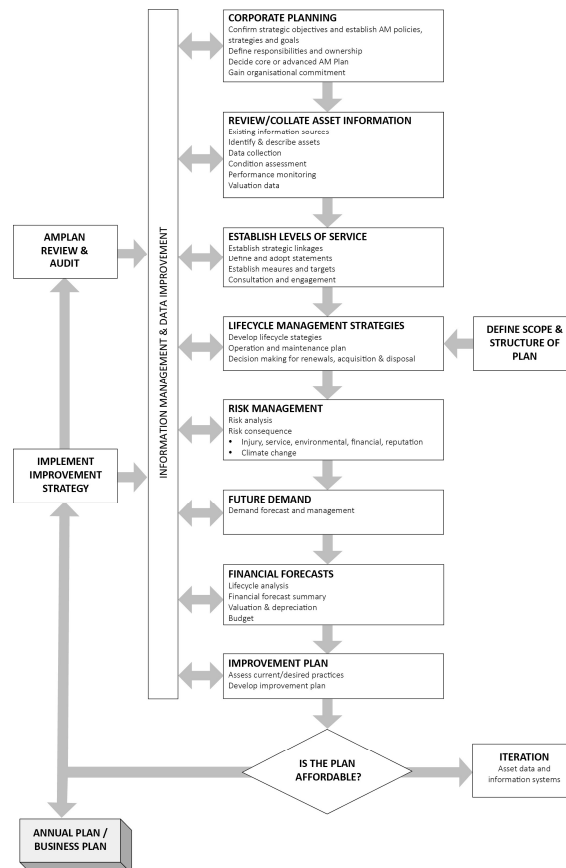 CORPORATE PLANNING
Confirm strategic objectives and establish AM policies,
strategies and goals
Define responsibilities and ownership
Decide core or advanced AM Plan
Gain organisational commitment
REVIEW/COLLATE ASSET INFORMATION
Existing information sources
Identify & describe assets
Data collection
Condition assessment
Performance monitoring
Valuation data
INFORMATION MANAGEMENT & DATA IMPROVEMENT
AMPLAN
REVIEW &
AUDIT
ESTABLISH LEVELS OF SERVICE
Establish strategic linkages
Define and adopt statements
Establish meaures and targets
Consultation and engagement
LIFECYCLE MANAGEMENT STRATEGIES
Develop lifecycle stategies
Operation and maintenance plan
Decision making for renewals, acquisition & disposal
DEFINE SCOPE &
STRUCTURE OF
PLAN
RISK MANAGEMENT
Risk analysis
Risk consequence
• Injury, service, environmental, financial, reputation
• Climate change
IMPLEMENT
IMPROVEMENT
STRATEGY
FUTURE DEMAND
Demand forecast and management
FINANCIAL FORECASTS
Lifecycle analysis
Financial forecast summary
Valuation & depreciation
Budget
IMPROVEMENT PLAN
Assess current/desired practices
Develop improvement plan
IS THE PLAN
AFFORDABLE?
ITERATION
Asset data and
information systems
ANNUAL PLAN /
BUSINESS PLAN